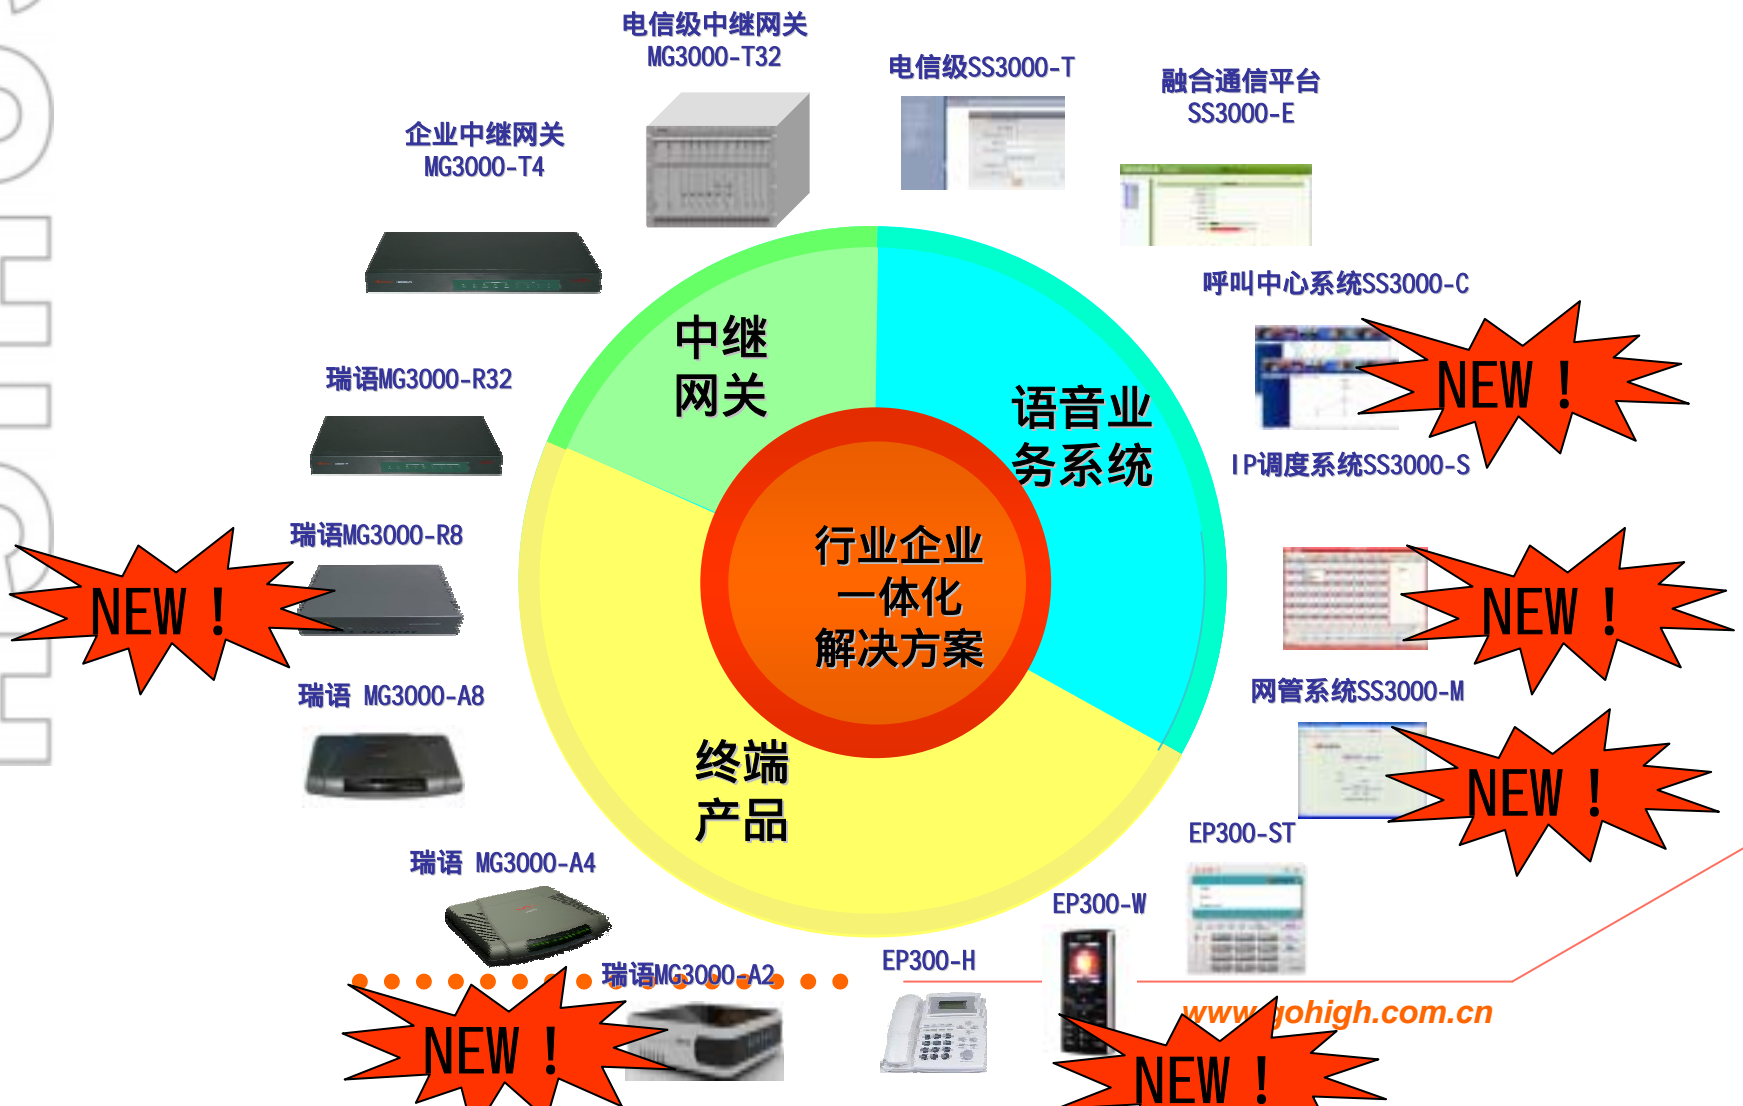 电信级中继网关
MG3000-T32
电信级SS3000-T
融合通信平台
SS3000-E
企业中继网关
MG3000-T4
呼叫中心系统SS3000-C
NEW！
中继
网关
瑞语MG3000-R32
语音业
务系统
IP调度系统SS3000-S
瑞语MG3000-R8
NEW！
行业企业
一体化
解决方案
NEW！
瑞语 MG3000-A8
网管系统SS3000-M
NEW！
终端
产品
EP300-ST
瑞语 MG3000-A4
EP300-W
瑞语MG3000-A2
EP300-H
NEW！
www.gohigh.com.cn
NEW！